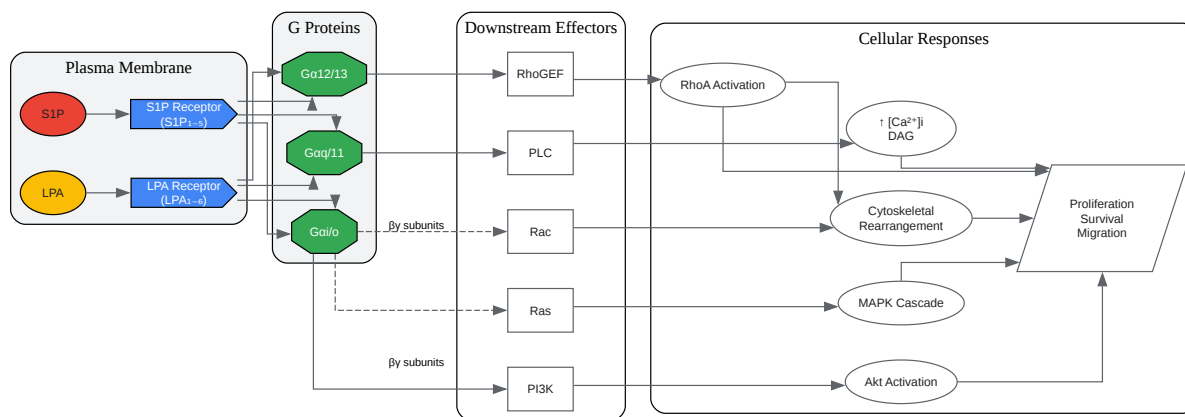 Plasma Membrane
S1P
S1P Receptor
(S1P₁₋₅)
LPA
LPA Receptor
(LPA₁₋₆)
G Proteins
Gα12/13
Gαq/11
Gαi/o
βγ subunits
βγ subunits
Downstream Effectors
RhoGEF
PLC
Rac
Ras
PI3K
Cellular Responses
RhoA Activation
↑ [Ca²⁺]i
DAG
Cytoskeletal
Rearrangement
MAPK Cascade
Akt Activation
Proliferation
Survival
Migration